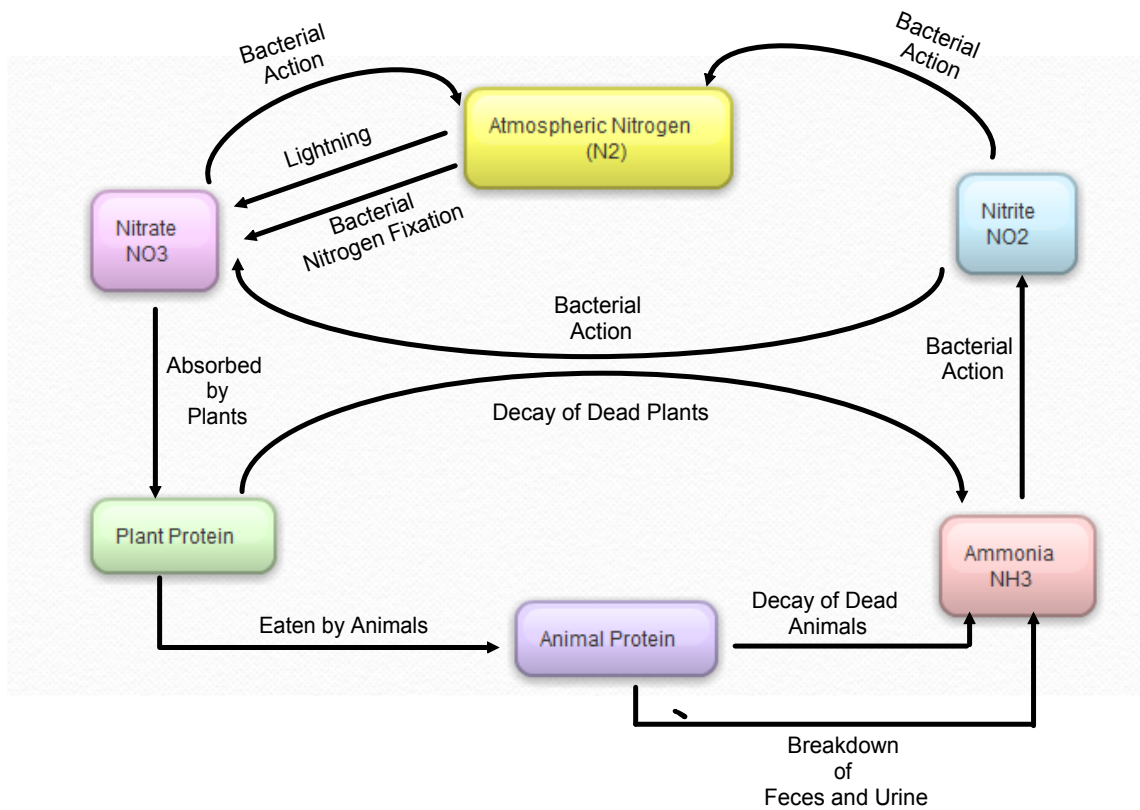 Bacterial
Action
Bacterial
Action
Atmospheric Nitrogen
(N2)
Lightning
Bacterial
Nitrogen Fixation
Nitrate
NO3
Nitrite
NO2
Bacterial
Action
Bacterial
Action
Absorbed
by
Plants
Decay of Dead Plants
Plant Protein
Ammonia
NH3
Eaten by Animals
Animal Protein
Decay of Dead
Animals
Breakdown
of
Feces and Urine